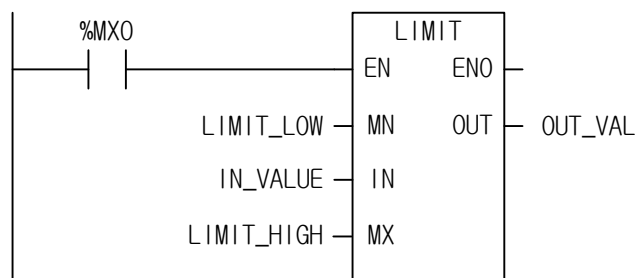 %MX0 LIMIT
EN ENO
LIMIT_LOW MN OUT OUT_VAL
IN_VALUE IN
LIMIT_HIGH MX